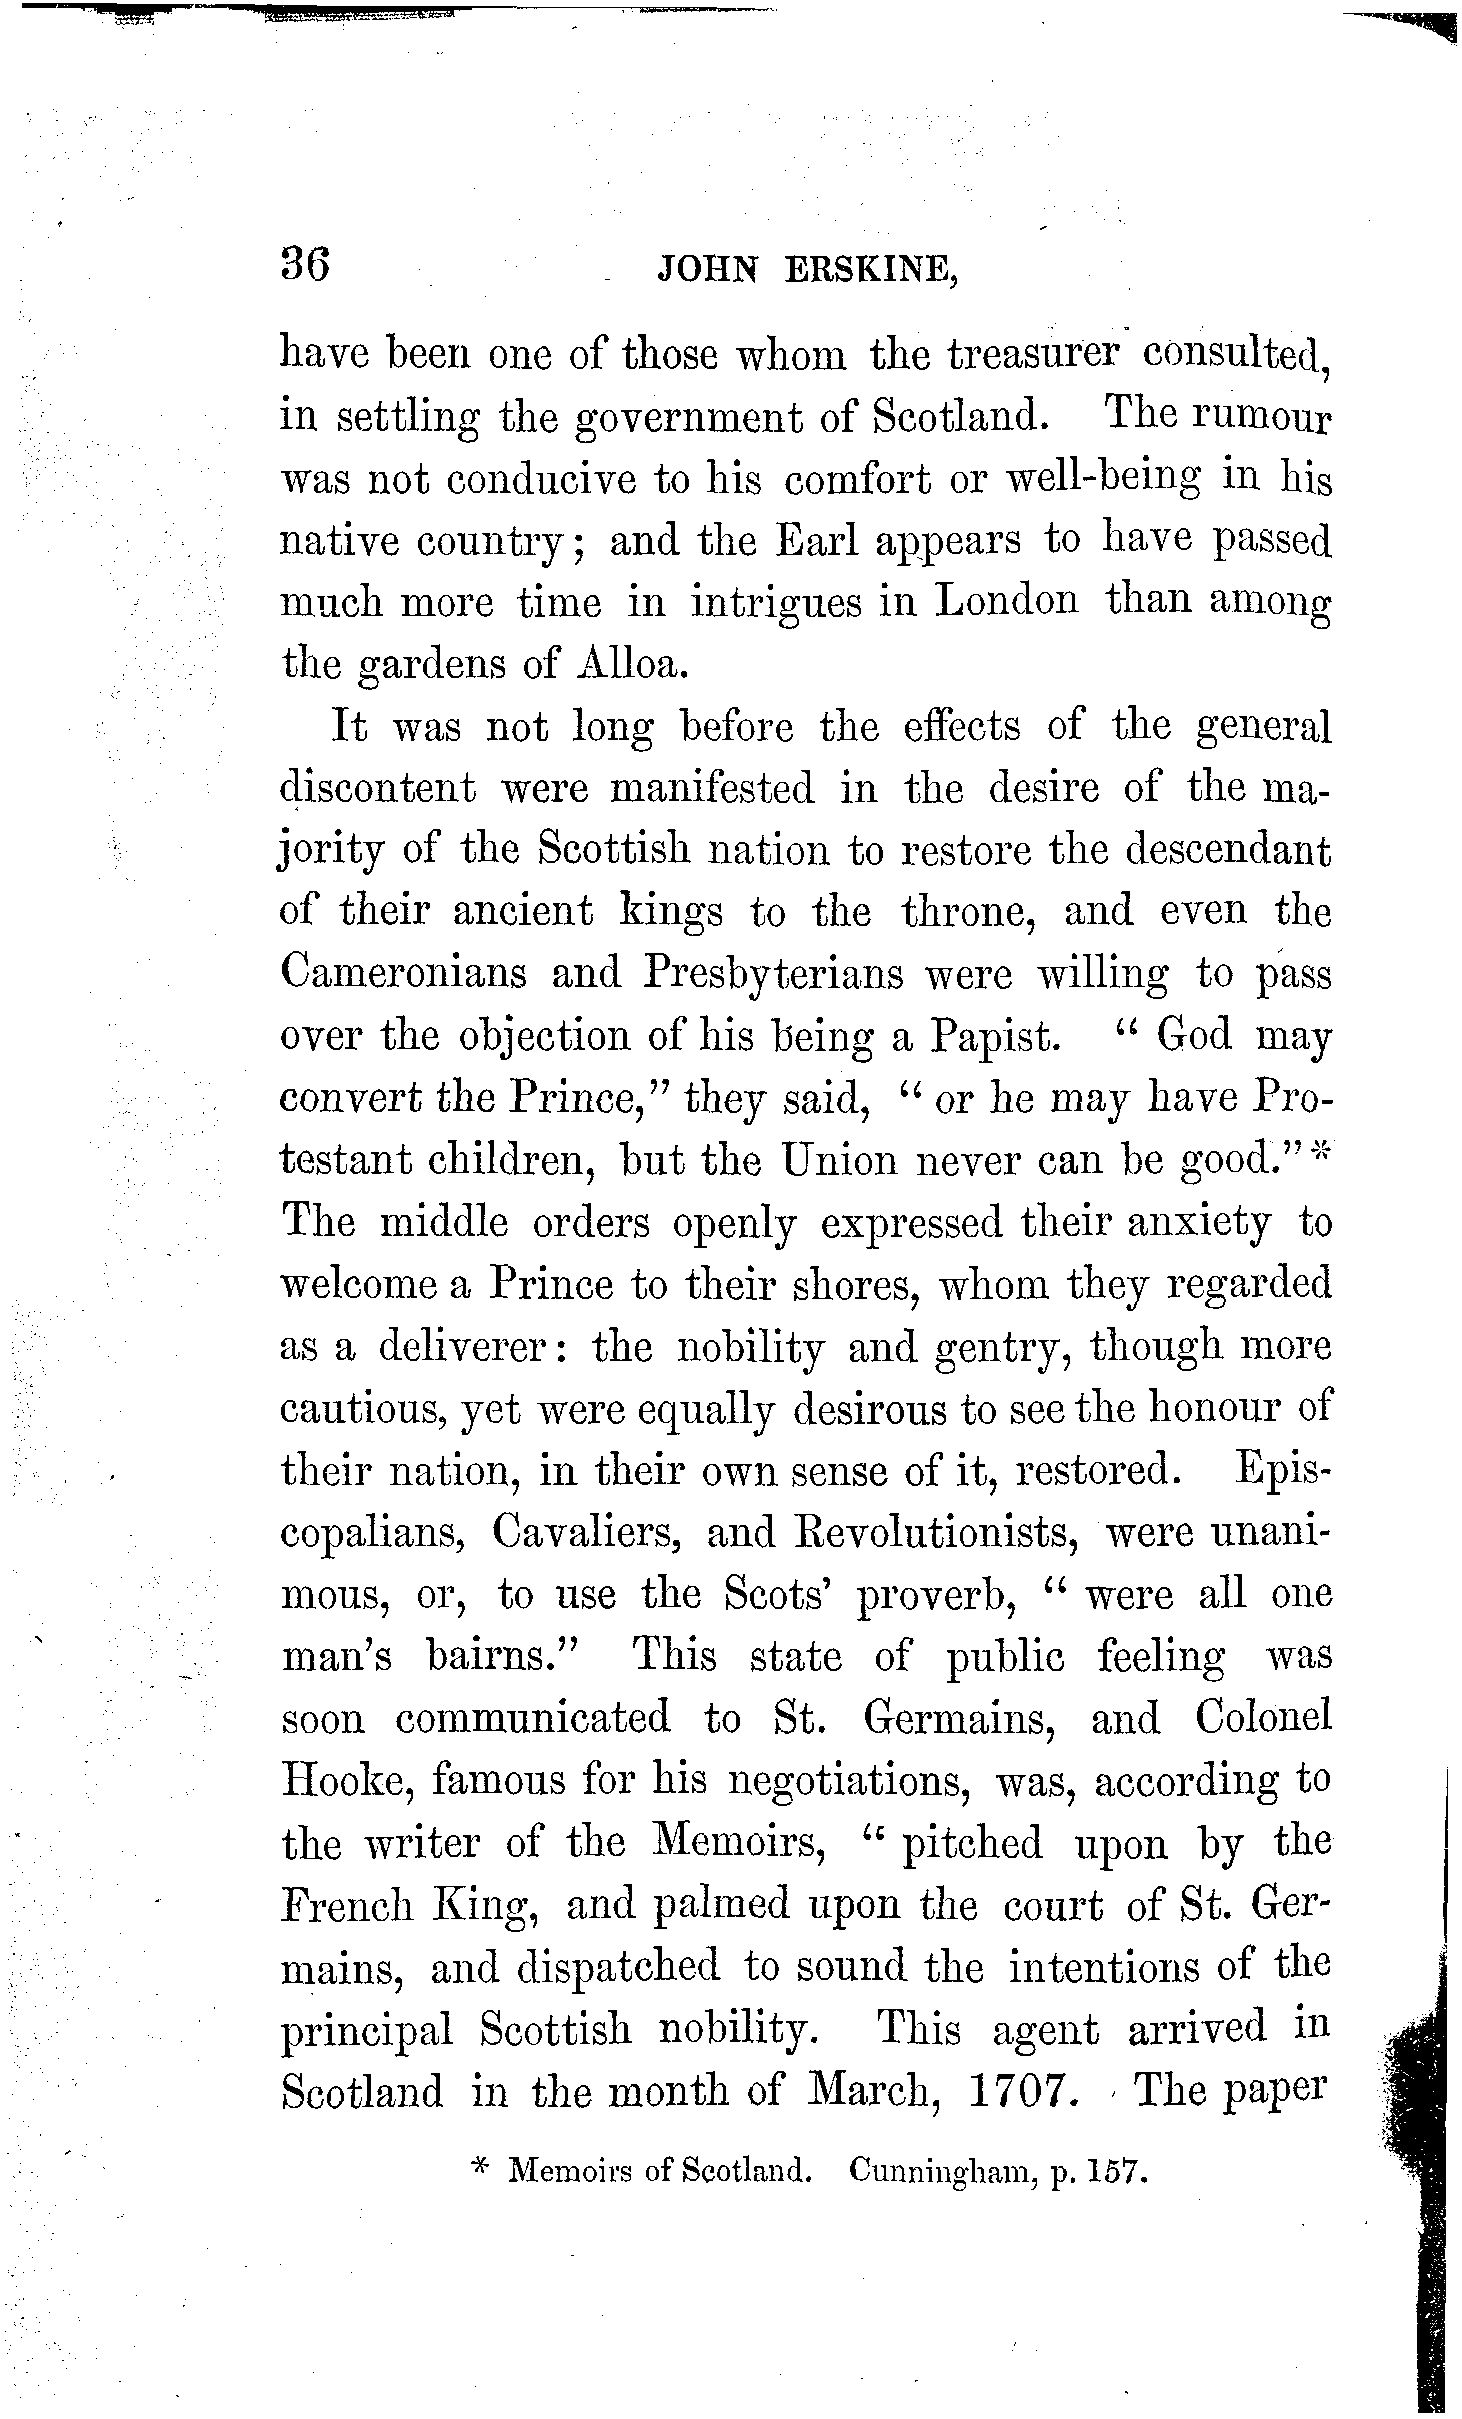 36 JOHN ERSKINE,
have been one of those whom the treasurer consulted,
in settling the government of Scotland. The rumour
was not conducive to his comfort or well-being in his
native country; and the Earl appears to have passed
much more time in intrigues in London than among
the gardens of Alloa.
It was not long before the effects of the general
discontent were manifested in the desire of the ma-
jority of the Scottish nation to restore the descendant
of their ancient kings to the throne, and even the
Cameronians and Presbyterians were willing to pass
over the objection of his being a Papist. " God may
convert the Prince," they said, " or he may have Pro-
testant children, but the Union never can be good."*
The middle orders openly expressed their anxiety to
welcome a Prince to their shores, whom they regarded
as a deliverer: the nobility and gentry, though more
cautious, yet were equally desirous to see the honour of
their nation, in their own sense of it, restored. Epis-
copalians, Cavaliers, and Revolutionists, were unani-
mous, or, to use the Scots' proverb, " were all one
man's bairns." This state of public feeling was
soon communicated to St. Germains, and Colonel
Hooke, famous for his negotiations, was, according to
the writer of the Memoirs, " pitched upon by the
French King, and palmed upon the court of St. Ger-
mains, and dispatched to sound the intentions of the
principal Scottish nobility. This agent arrived in
Scotland in the month of March, 1707. The paper
* Memoirs of Scotland. Cunningham, p. 157.